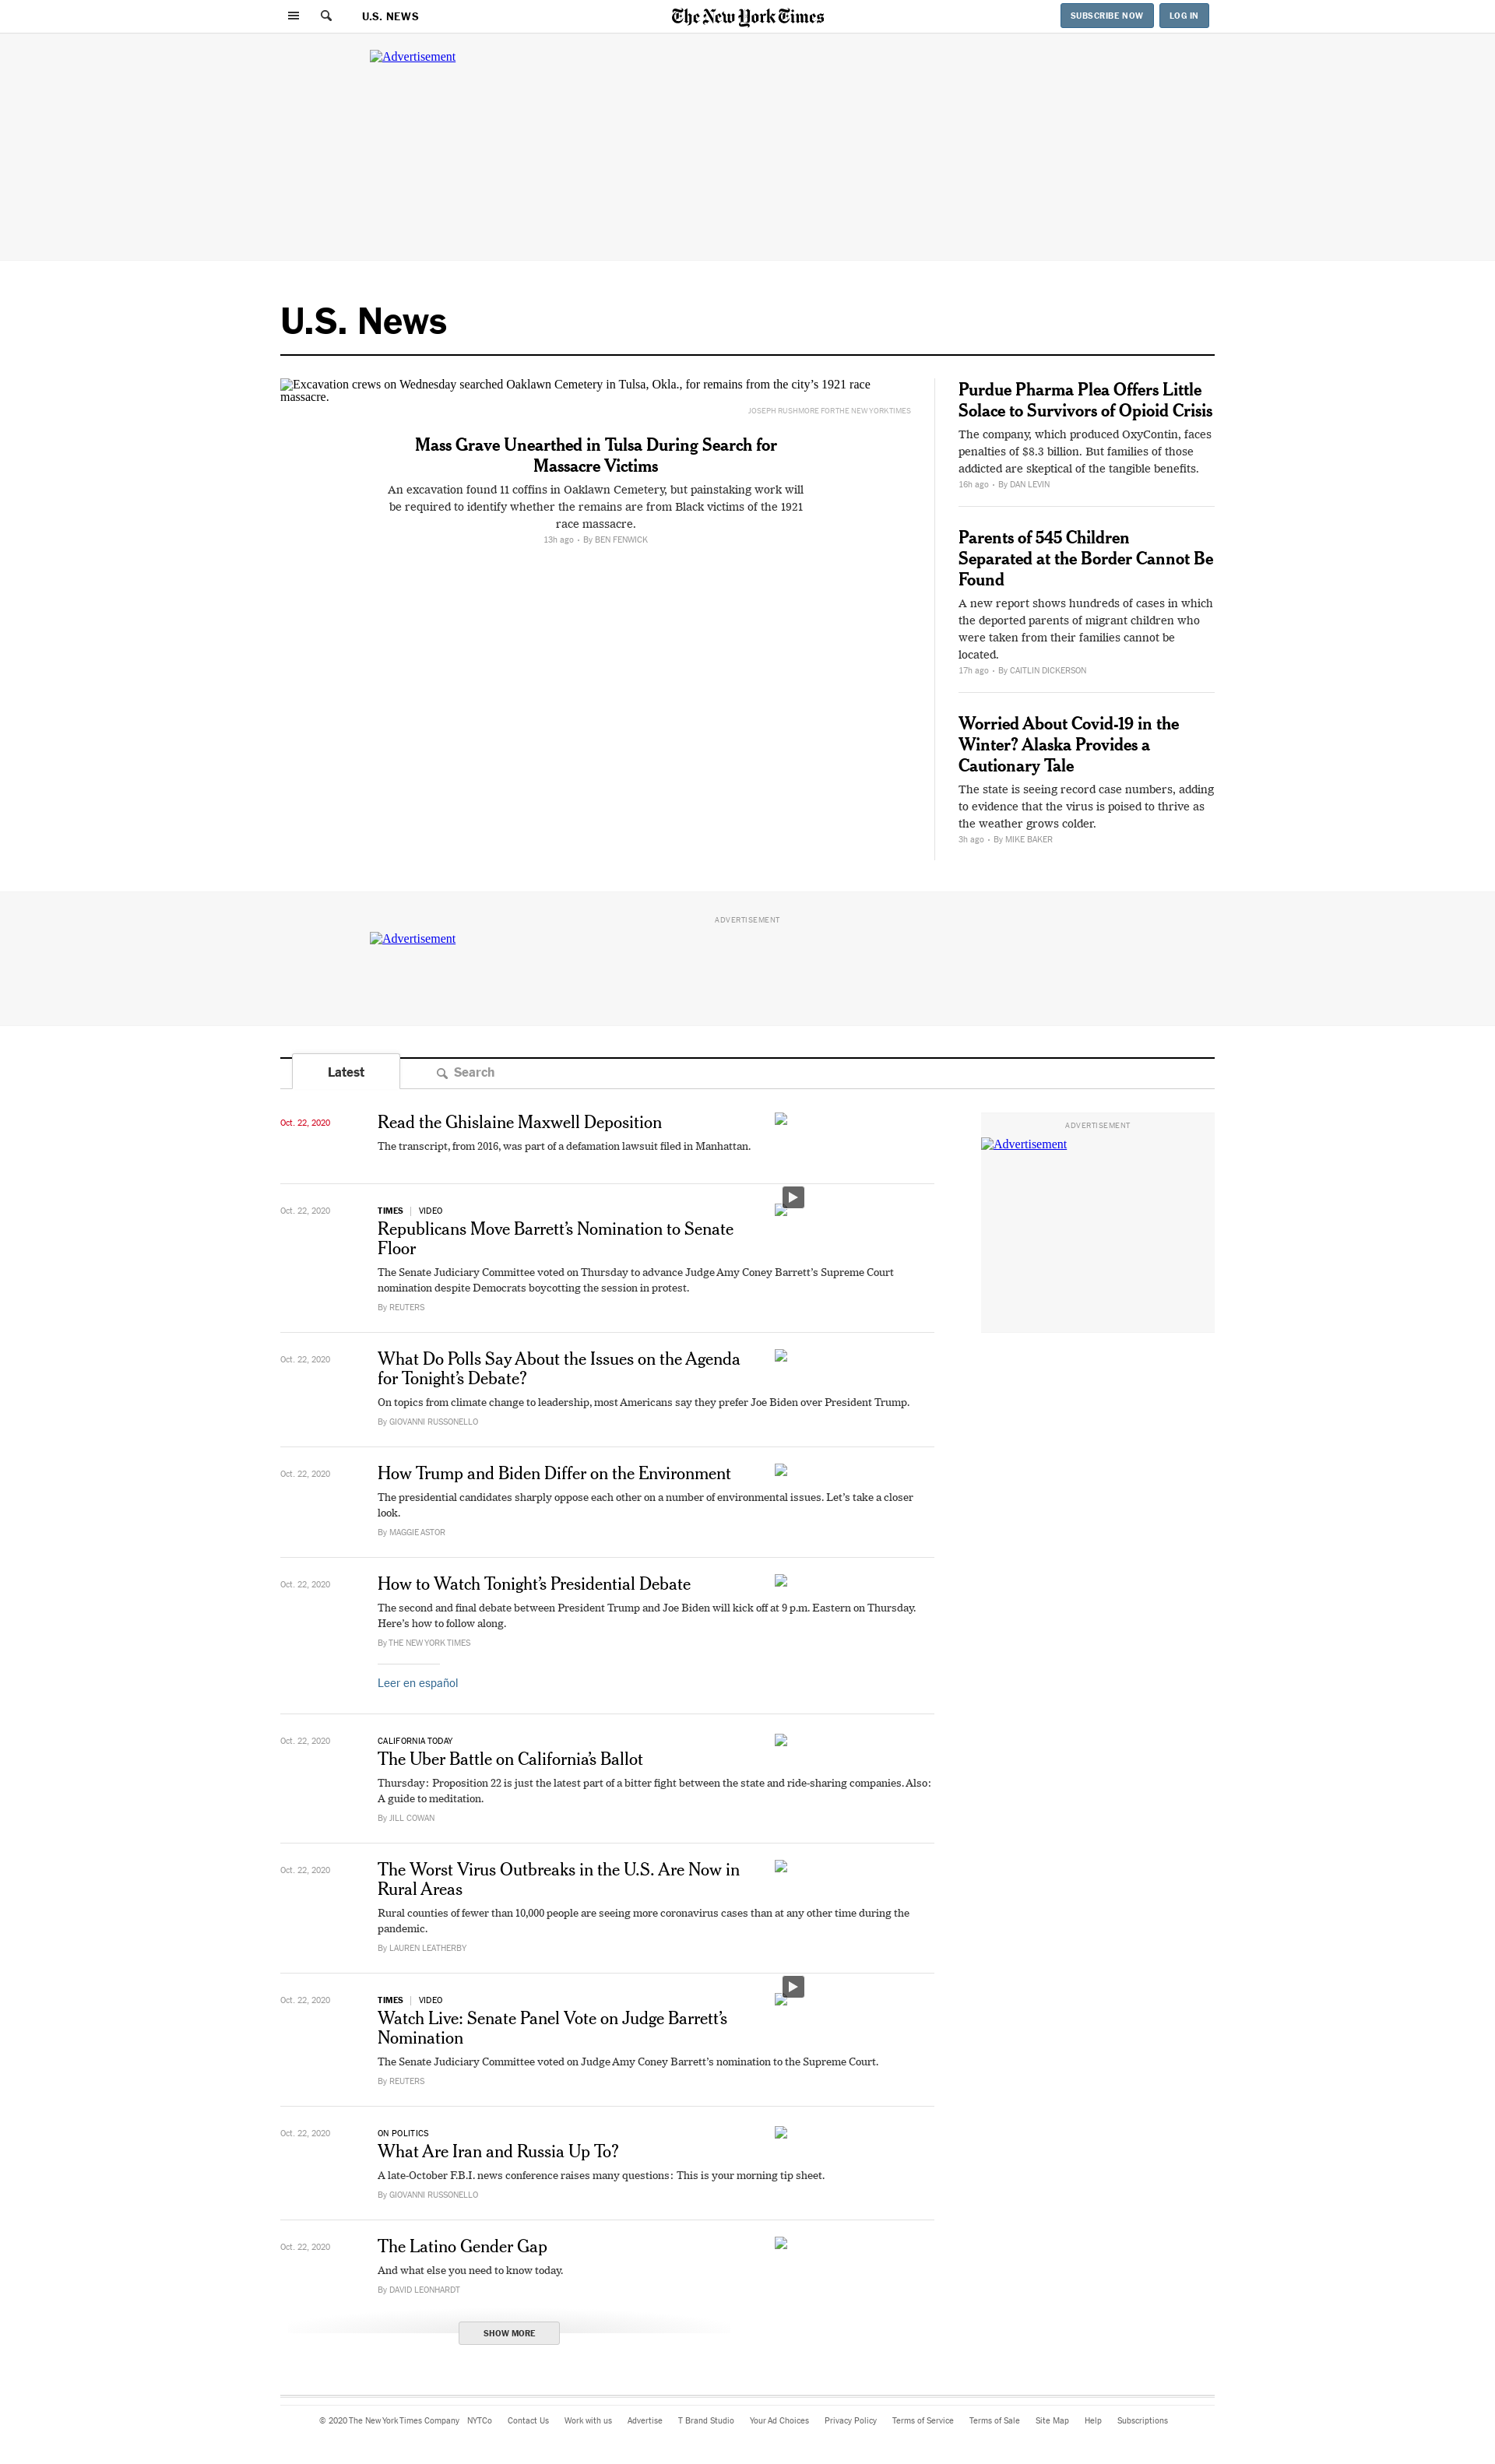 U.S. NEWS
The New York Times
SUBSCRIBE NOW
LOG IN
Advertisement
U.S. News
Excavation crews on Wednesday searched Oaklawn Cemetery in Tulsa, Okla., for remains from the city’s 1921 race
massacre.
JOSEPH RUSHMORE FOR THE NEW YORK TIMES
Mass Grave Unearthed in Tulsa During Search for
Massacre Victims
An excavation found 11 coffins in Oaklawn Cemetery, but painstaking work will
be required to identify whether the remains are from Black victims of the 1921
race massacre.
13h ago • By BEN FENWICK
Purdue Pharma Plea Offers Little
Solace to Survivors of Opioid Crisis
The company, which produced OxyContin, faces
penalties of $8.3 billion. But families of those
addicted are skeptical of the tangible benefits.
16h ago • By DAN LEVIN
Parents of 545 Children
Separated at the Border Cannot Be
Found
A new report shows hundreds of cases in which
the deported parents of migrant children who
were taken from their families cannot be
located.
17h ago • By CAITLIN DICKERSON
Worried About Covid-19 in the
Winter? Alaska Provides a
Cautionary Tale
The state is seeing record case numbers, adding
to evidence that the virus is poised to thrive as
the weather grows colder.
3h ago • By MIKE BAKER
ADVERTISEMENT
Advertisement
Latest
Search
Oct. 22, 2020
Read the Ghislaine Maxwell Deposition
The transcript, from 2016, was part of a defamation lawsuit filed in Manhattan.
ADVERTISEMENT
Advertisement
Oct. 22, 2020
TIMES | VIDEO
Republicans Move Barrett’s Nomination to Senate
Floor
The Senate Judiciary Committee voted on Thursday to advance Judge Amy Coney Barrett’s Supreme Court
nomination despite Democrats boycotting the session in protest.
By REUTERS
Oct. 22, 2020
What Do Polls Say About the Issues on the Agenda
for Tonight’s Debate?
On topics from climate change to leadership, most Americans say they prefer Joe Biden over President Trump.
By GIOVANNI RUSSONELLO
Oct. 22, 2020
How Trump and Biden Differ on the Environment
The presidential candidates sharply oppose each other on a number of environmental issues. Let’s take a closer
look.
By MAGGIE ASTOR
Oct. 22, 2020
How to Watch Tonight’s Presidential Debate
The second and final debate between President Trump and Joe Biden will kick off at 9 p.m. Eastern on Thursday.
Here’s how to follow along.
By THE NEW YORK TIMES
Leer en español
Oct. 22, 2020
CALIFORNIA TODAY
The Uber Battle on California’s Ballot
Thursday: Proposition 22 is just the latest part of a bitter fight between the state and ride-sharing companies. Also:
A guide to meditation.
By JILL COWAN
Oct. 22, 2020
The Worst Virus Outbreaks in the U.S. Are Now in
Rural Areas
Rural counties of fewer than 10,000 people are seeing more coronavirus cases than at any other time during the
pandemic.
By LAUREN LEATHERBY
Oct. 22, 2020
TIMES | VIDEO
Watch Live: Senate Panel Vote on Judge Barrett’s
Nomination
The Senate Judiciary Committee voted on Judge Amy Coney Barrett’s nomination to the Supreme Court.
By REUTERS
Oct. 22, 2020
ON POLITICS
What Are Iran and Russia Up To?
A late-October F.B.I. news conference raises many questions: This is your morning tip sheet.
By GIOVANNI RUSSONELLO
Oct. 22, 2020
The Latino Gender Gap
And what else you need to know today.
By DAVID LEONHARDT
SHOW MORE
© 2020 The New York Times Company NYTCo Contact Us Work with us Advertise T Brand Studio Your Ad Choices Privacy Policy Terms of Service Terms of Sale Site Map Help Subscriptions